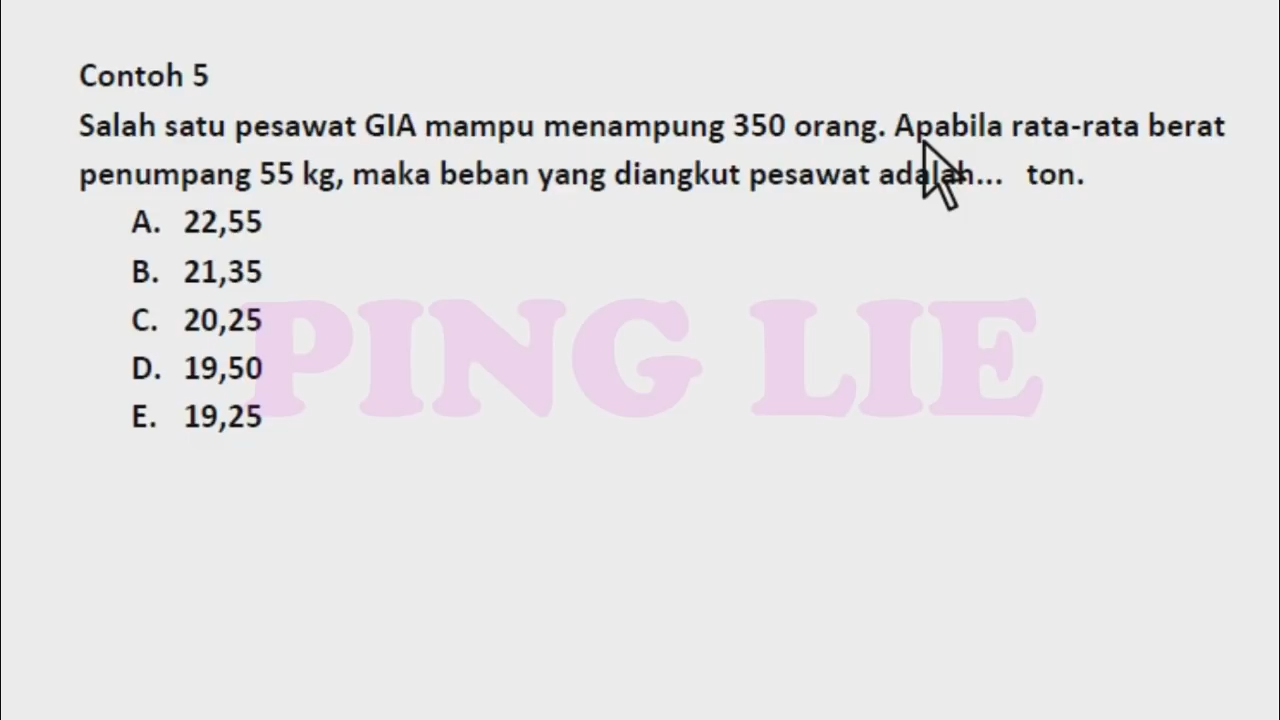 Contoh 5
Salah satu pesawat GIA mampu menampung 350 orang. Apabila rata-rata berat
penumpang 55 kg, maka beban yang diangkut pesawat adalah... ton.
A. 22,55
B. 21,35
C. 20,25
D. 19,50
E. 19,25
PING LIE